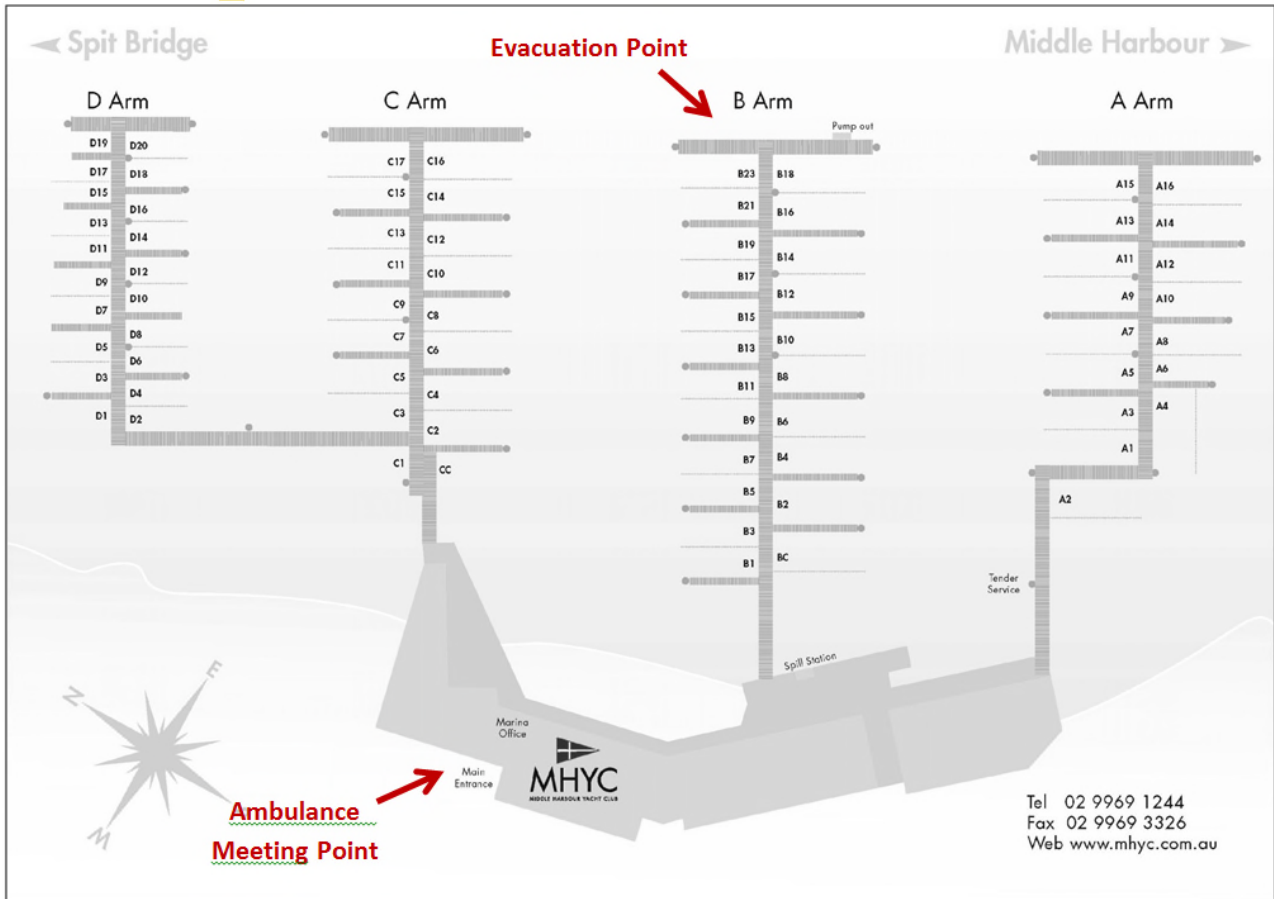 Spit Bridge
Evacuation Point
Middle Harbour
D Arm
C Arm
B Arm
A Arm
Pump out
D19 D20
D17 D18
D15 D16
D13 D14
D11 D12
D9 D10
D7 D8
D5 D6
D3 D4
D1 D2
C17 C16
C15 C14
C13 C12
C11 C10
C9 C8
C7 C6
C5 C4
C3 C2
C1 CC
B23 B18
B21 B16
B19 B14
B17 B12
B15 B10
B13 B8
B11 B6
B9 B4
B7 B2
B5 BC
B3
B1
A15 A16
A13 A14
A11 A12
A9 A10
A7 A8
A5 A6
A3 A4
A1
A2
Tender
Service
Spill Station
N
E
W
Marina
Office
MHYC
MIDDLE HARBOUR YACHT CLUB
Main
Entrance
Ambulance
Meeting Point
Tel 02 9969 1244
Fax 02 9969 3326
Web www.mhyc.com.au